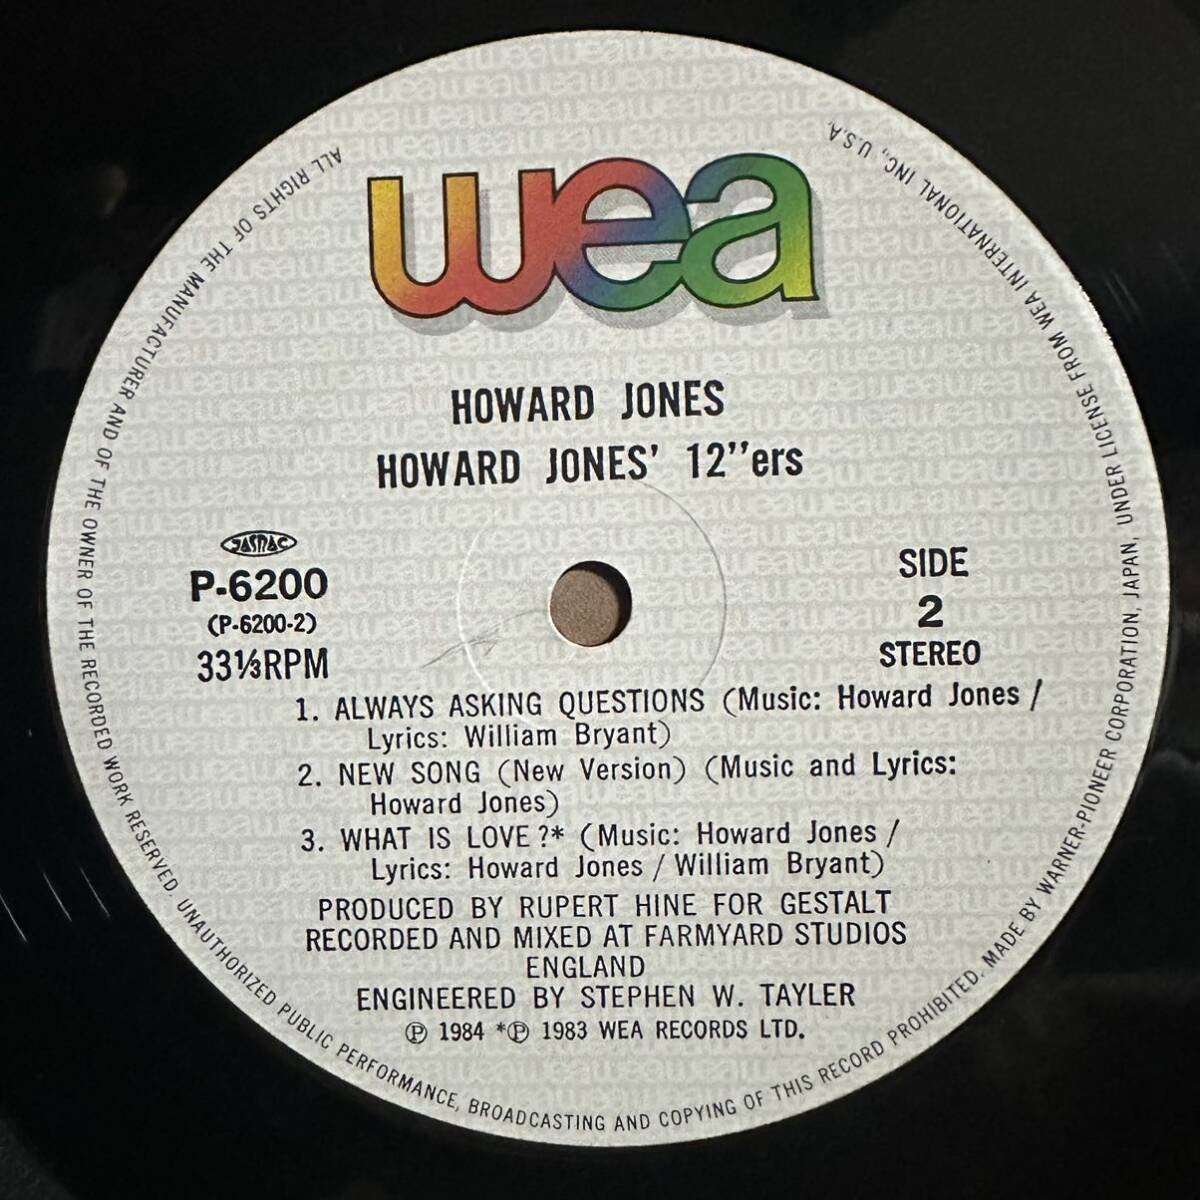 wea
HOWARD JONES
HOWARD JONES' 12"ers
JASRAC
P-6200
(P-6200-2)
33⅓RPM
SIDE
2
STEREO
1. ALWAYS ASKING QUESTIONS (Music: Howard Jones /
Lyrics: William Bryant)
2. NEW SONG (New Version) (Music and Lyrics:
Howard Jones)
3. WHAT IS LOVE?* (Music: Howard Jones /
Lyrics: Howard Jones / William Bryant)
PRODUCED BY RUPERT HINE FOR GESTALT
RECORDED AND MIXED AT FARMYARD STUDIOS
ENGLAND
ENGINEERED BY STEPHEN W. TAYLER
℗ 1984 *℗ 1983 WEA RECORDS LTD.
ALL RIGHTS OF THE MANUFACTURER AND OF THE OWNER OF THE RECORDED WORK RESERVED. UNAUTHORIZED PUBLIC PERFORMANCE, BROADCASTING AND COPYING OF THIS RECORD PROHIBITED. MADE BY WARNER-PIONEER CORPORATION, JAPAN, UNDER LICENSE FROM WEA INTERNATIONAL INC., U.S.A.